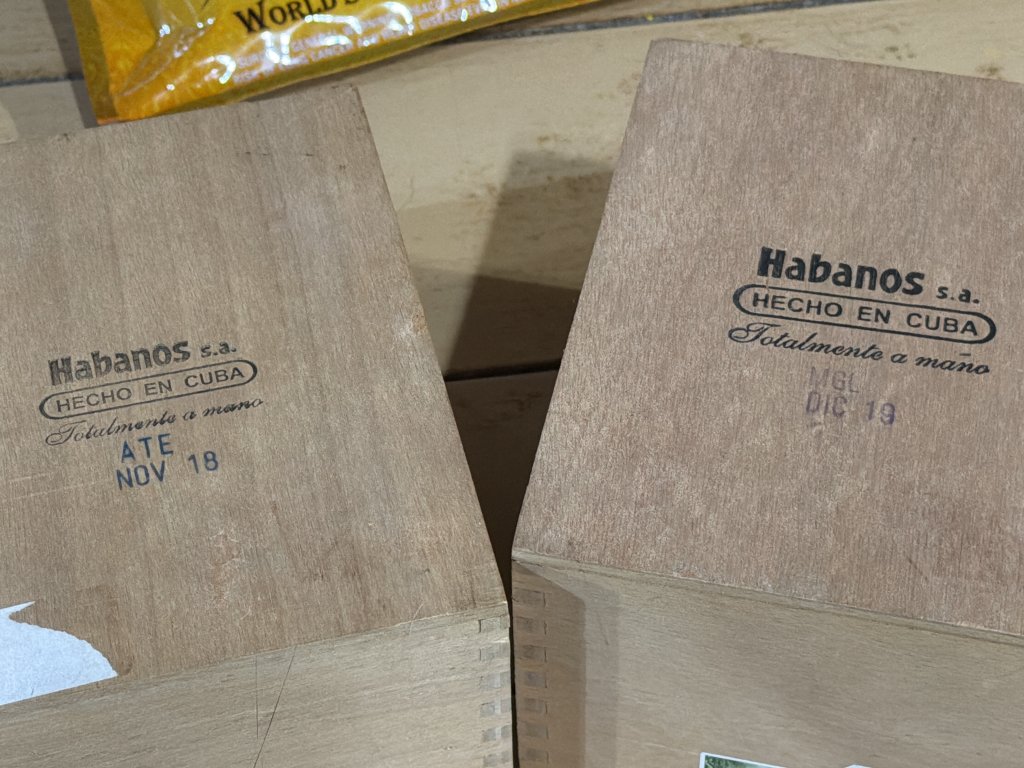 WORLD'S
Habanos s.a.
HECHO EN CUBA
Totalmente a mano
ATE
NOV 18
Habanos s.a.
HECHO EN CUBA
Totalmente a mano
MGL
DIC 19